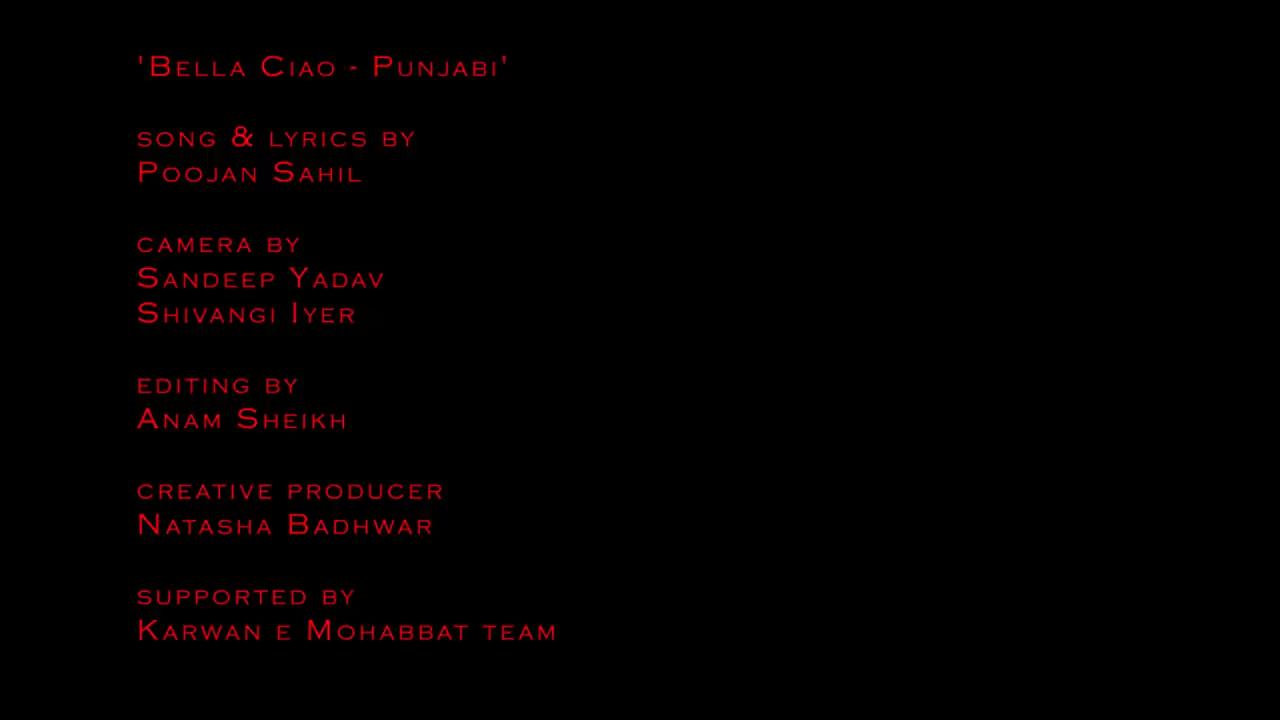 'Bella Ciao - Punjabi'
song & lyrics by
Poojan Sahil
camera by
Sandeep Yadav
Shivangi Iyer
editing by
Anam Sheikh
creative producer
Natasha Badhwar
supported by
Karwan e Mohabbat team